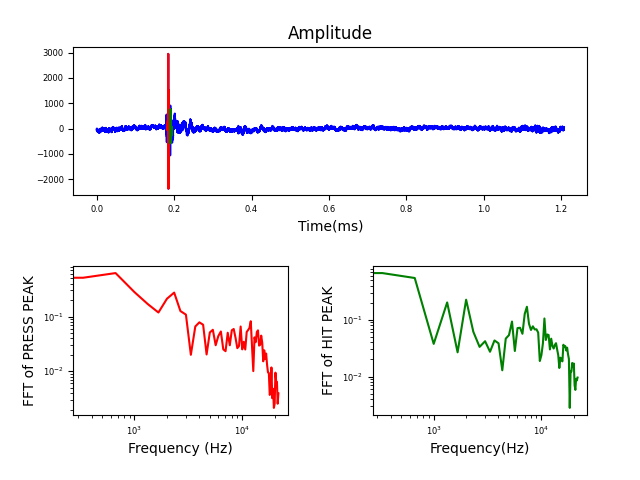 Amplitude
3000
2000
1000
0
−1000
−2000
0.0 0.2 0.4 0.6 0.8 1.0 1.2
Time(ms)
FFT of PRESS PEAK
10⁻¹
10⁻²
10³ 10⁴
Frequency (Hz)
FFT of HIT PEAK
10⁻¹
10⁻²
10³ 10⁴
Frequency(Hz)